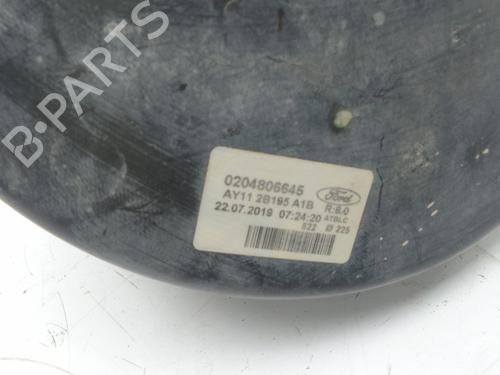 B-PARTS
0204806645
Ford
AY11 2B195 A1B
R:8.0
22.07.2019 07:24:20 ATBLC
522 Ø 225